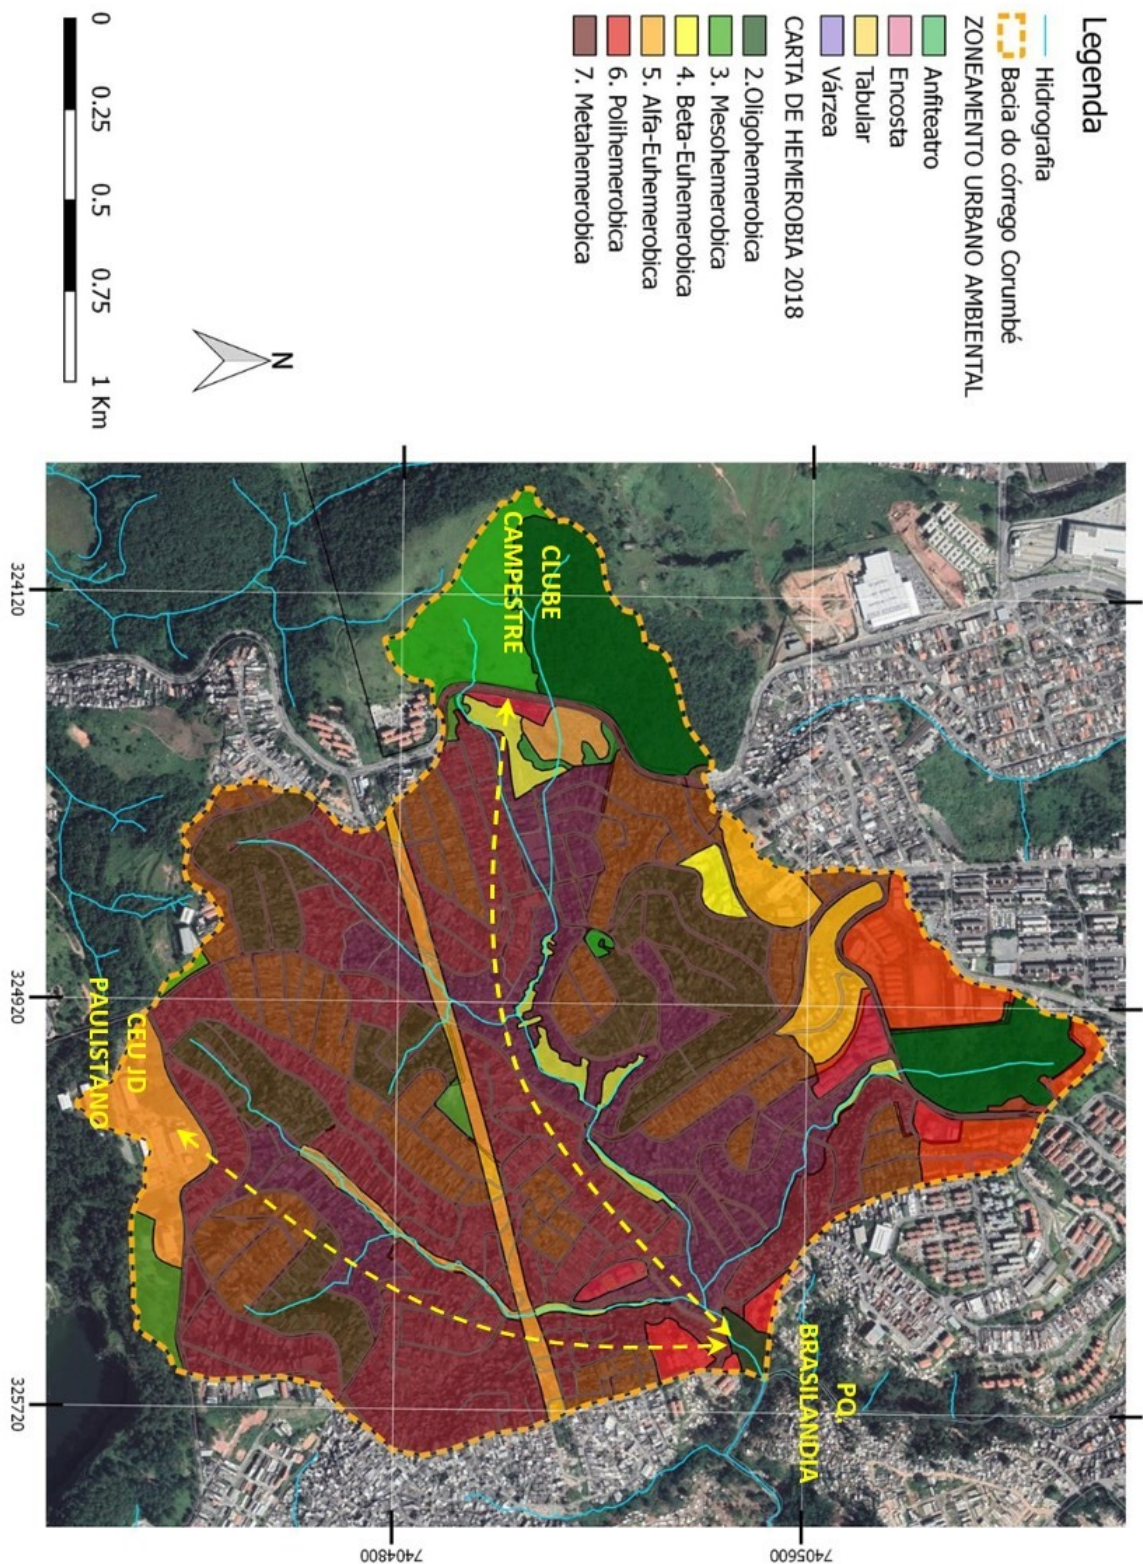 Legenda
Hidrografia
Bacia do córrego Corumbé
ZONEAMENTO URBANO AMBIENTAL
Anfiteatro
Encosta
Tabular
Várzea
CARTA DE HEMEROBIA 2018
2.Oligohemerobica
3. Mesohemerobica
4. Beta-Euhemerobica
5. Alfa-Euhemerobica
6. Polihemerobica
7. Metahemerobica
N
0 0.25 0.5 0.75 1 Km
CLUBE
CAMPESTRE
PQ.
BRASILANDIA
CEU JD
PAULISTANO
324120
324920
325720
7405600
7404800